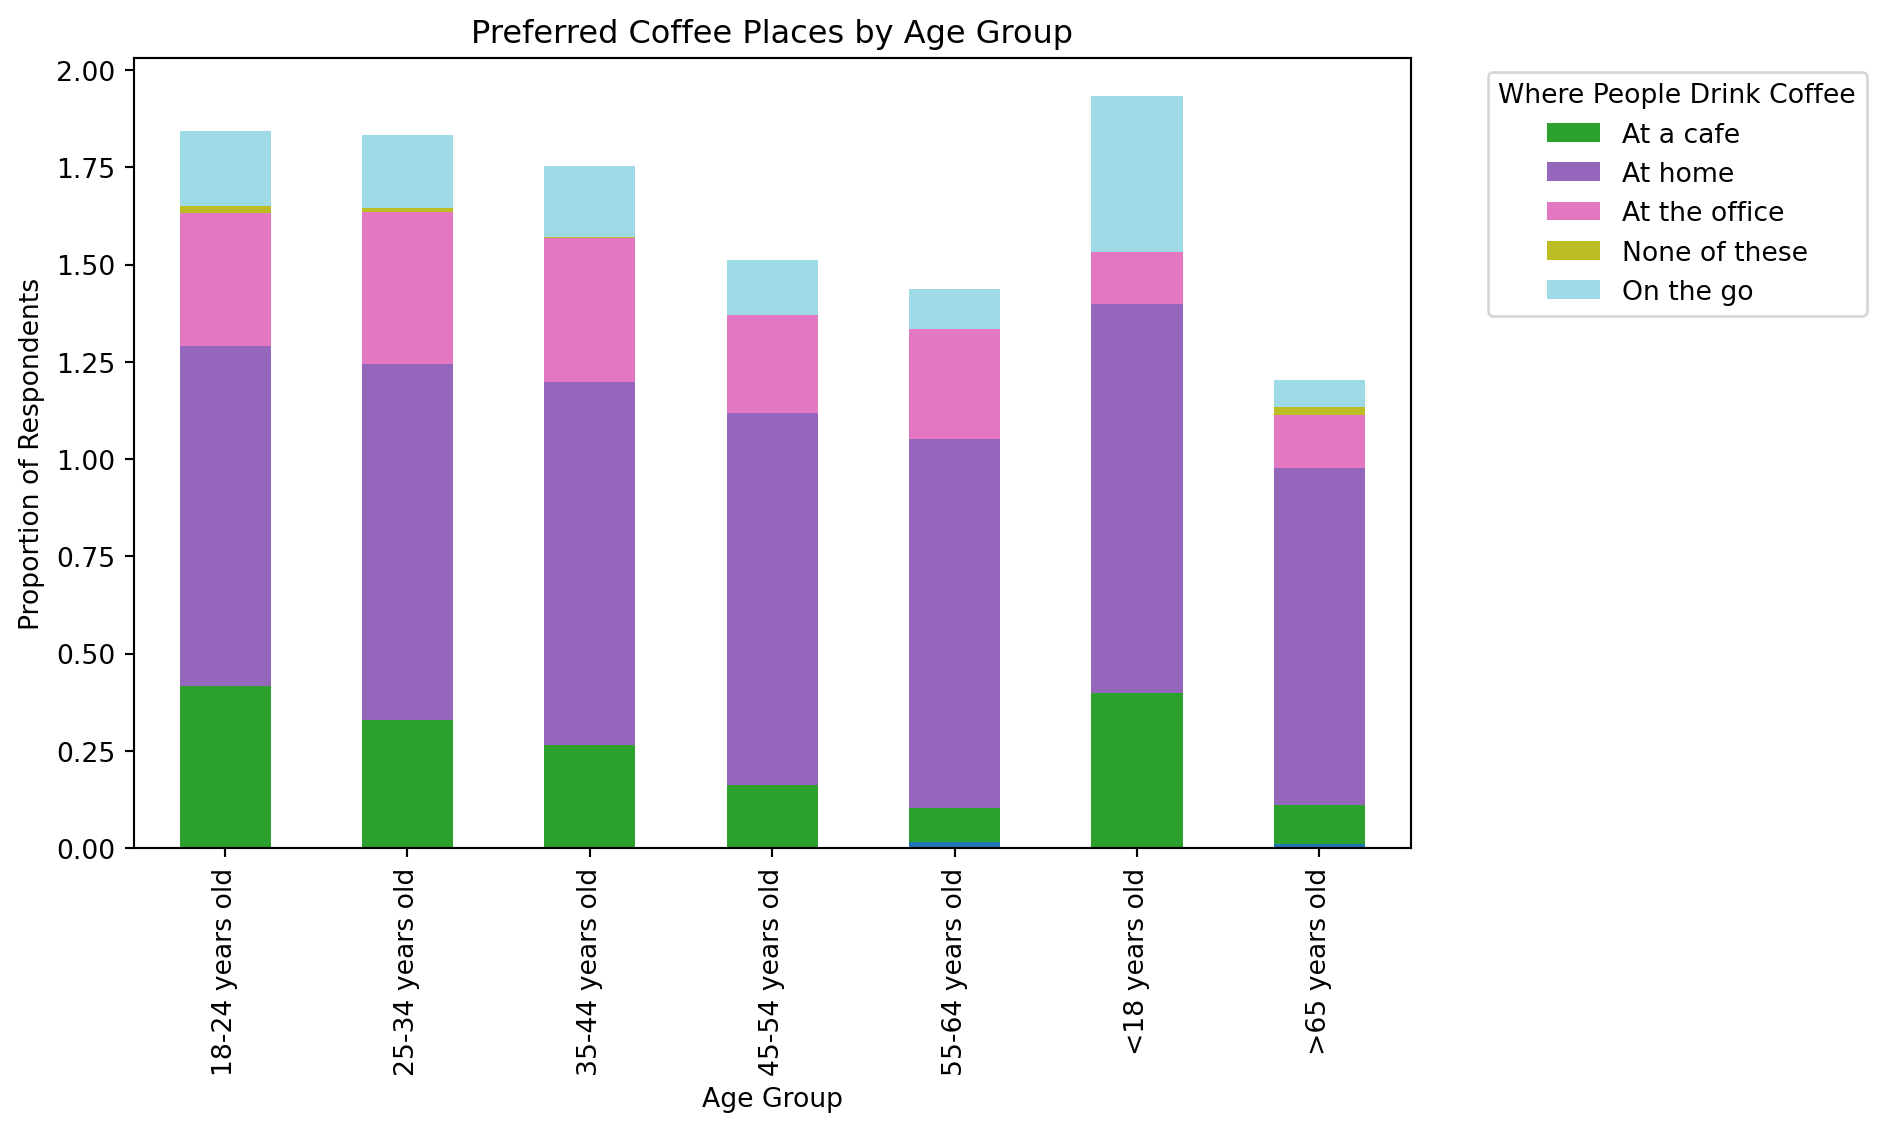 Preferred Coffee Places by Age Group
2.00
1.75
1.50
1.25
1.00
0.75
0.50
0.25
0.00
Proportion of Respondents
18-24 years old
25-34 years old
35-44 years old
45-54 years old
55-64 years old
<18 years old
>65 years old
Age Group
Where People Drink Coffee
At a cafe
At home
At the office
None of these
On the go